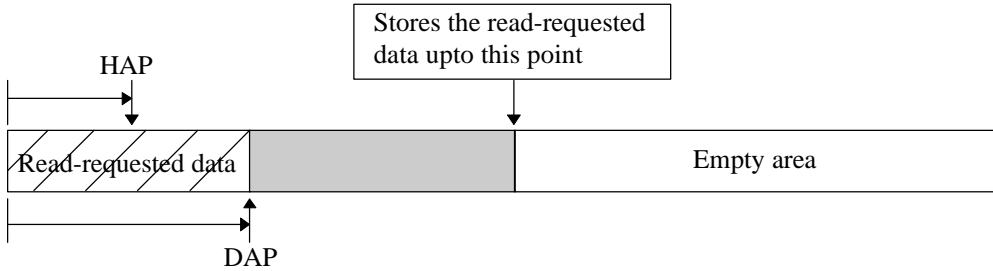 Stores the read-requested
data upto this point
HAP
Read-requested data
Empty area
DAP